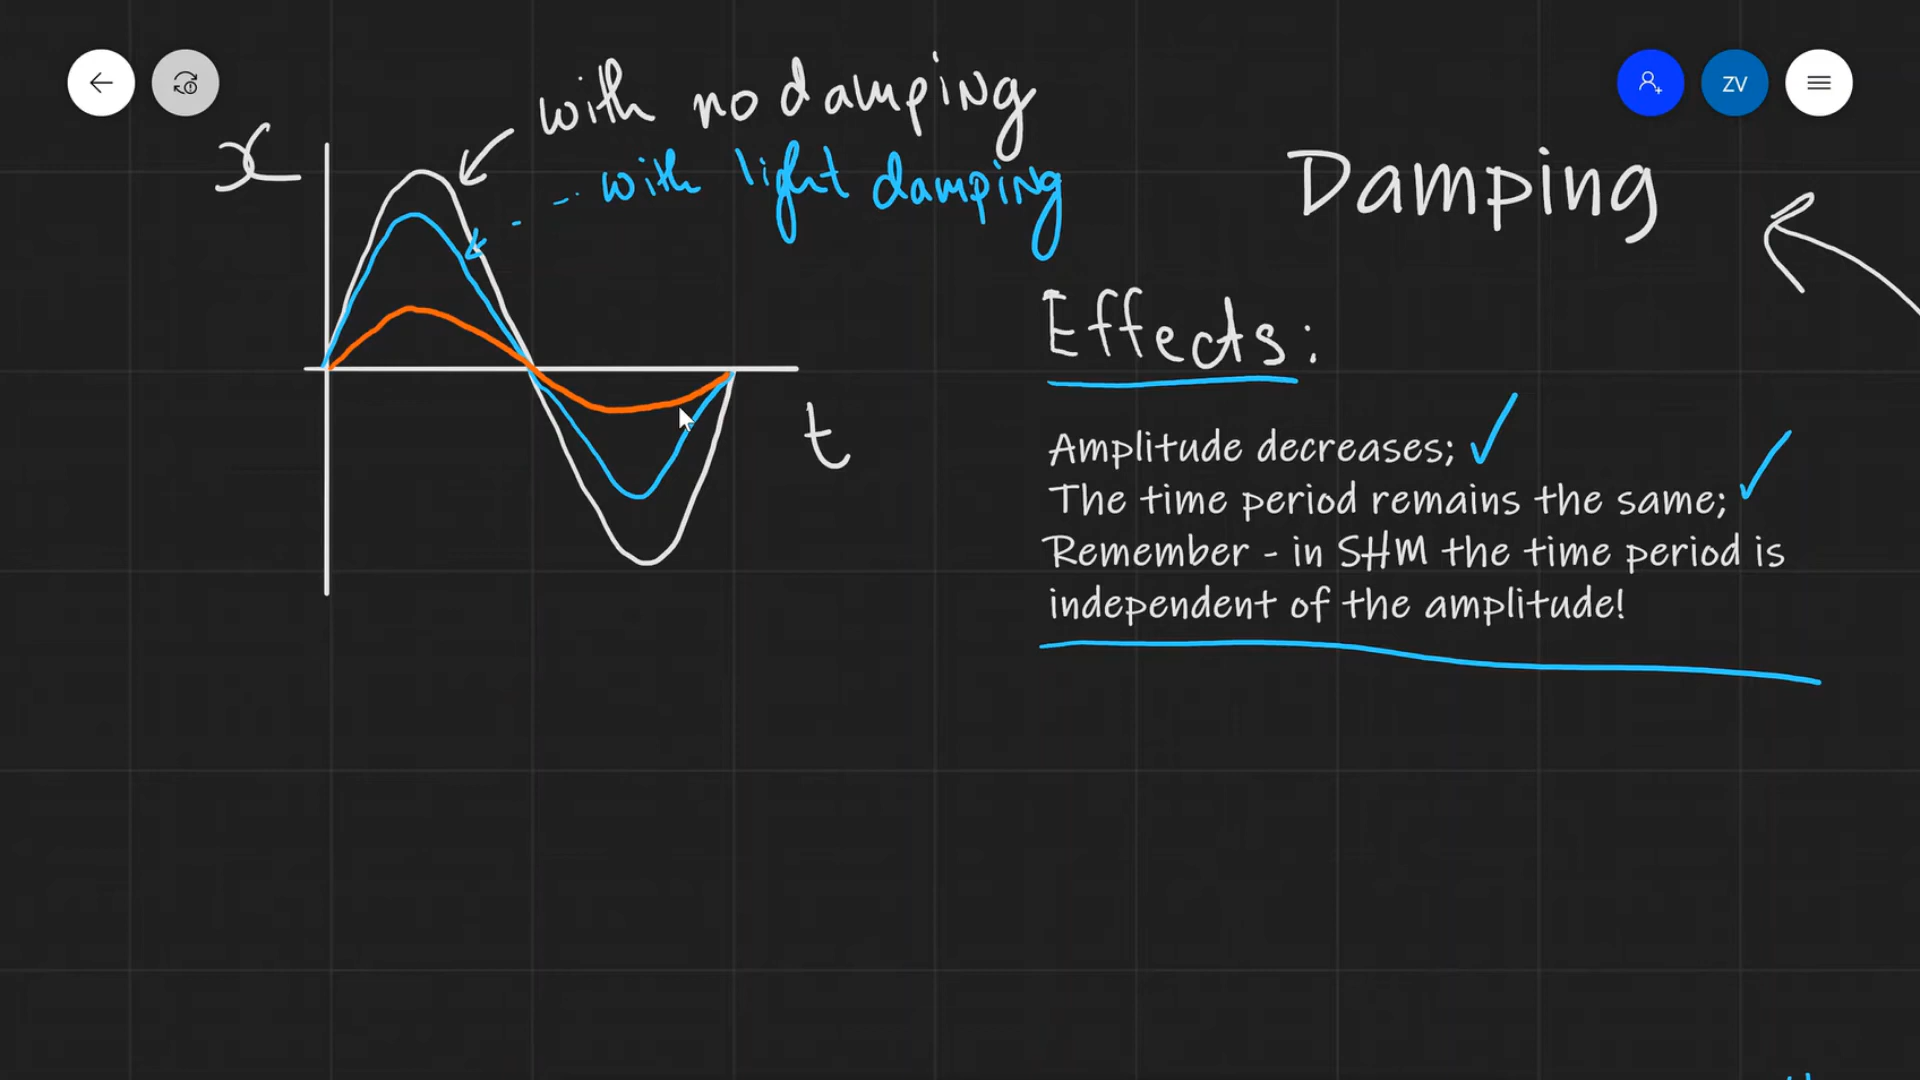 with no damping
ZV
x
with light damping
Damping
Effects:
t
Amplitude decreases;
The time period remains the same;
Remember - in SHM the time period is
independent of the amplitude!